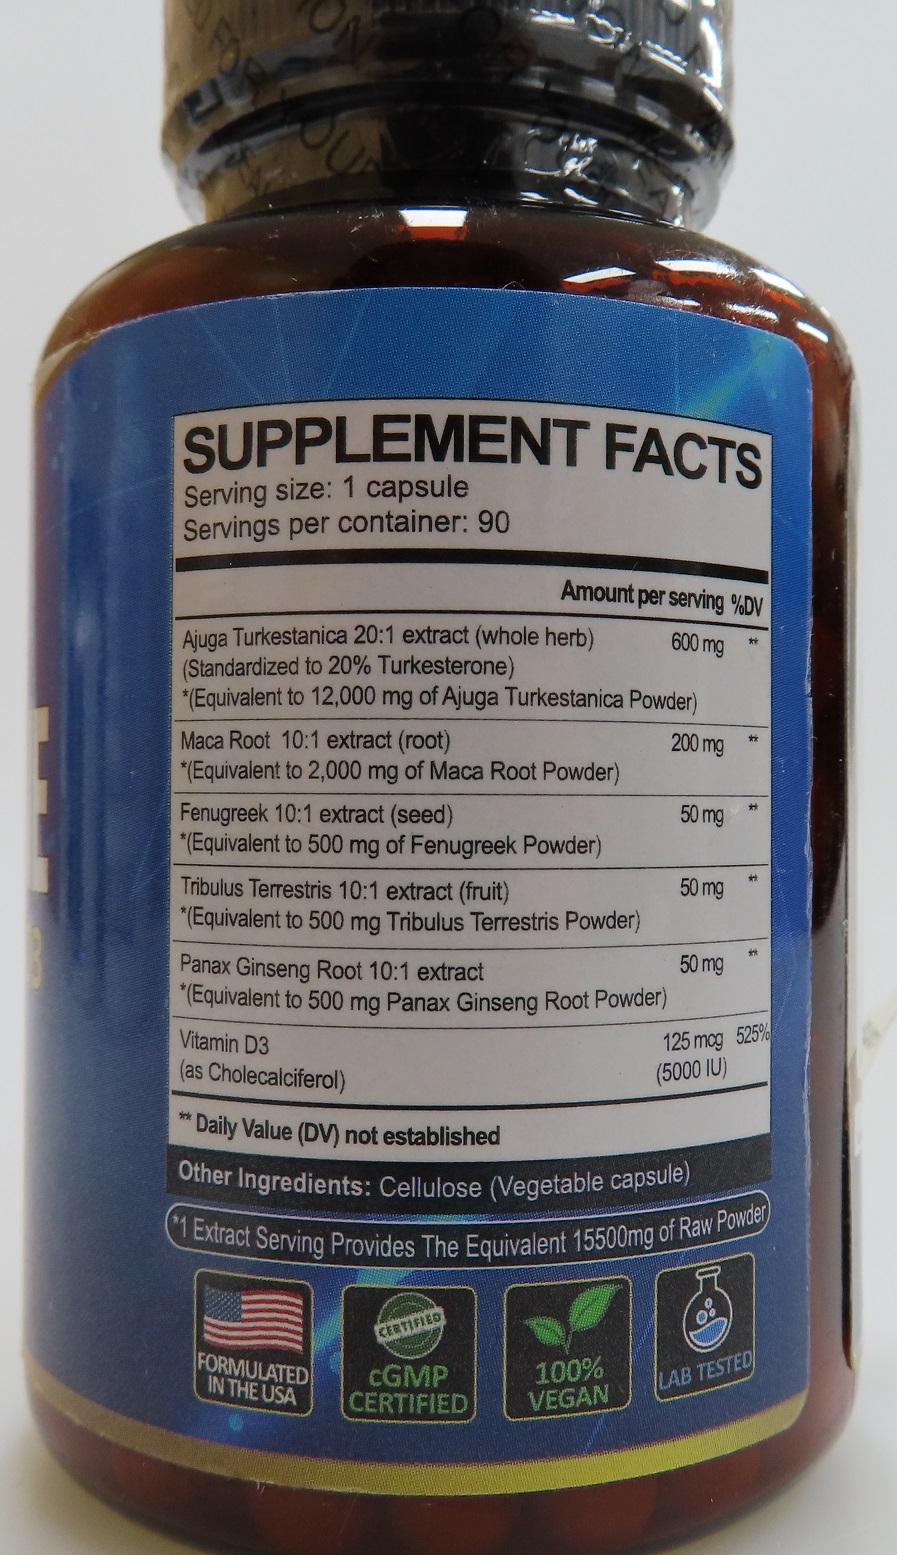 SUPPLEMENT FACTS
Serving size: 1 capsule
Servings per container: 90
Amount per serving %DV
Ajuga Turkestanica 20:1 extract (whole herb) 600 mg **
(Standardized to 20% Turkesterone)
*(Equivalent to 12,000 mg of Ajuga Turkestanica Powder)
Maca Root 10:1 extract (root) 200 mg **
*(Equivalent to 2,000 mg of Maca Root Powder)
Fenugreek 10:1 extract (seed) 50 mg **
*(Equivalent to 500 mg of Fenugreek Powder)
Tribulus Terrestris 10:1 extract (fruit) 50 mg **
*(Equivalent to 500 mg Tribulus Terrestris Powder)
Panax Ginseng Root 10:1 extract 50 mg **
*(Equivalent to 500 mg Panax Ginseng Root Powder)
Vitamin D3 125 mcg 525%
(as Cholecalciferol) (5000 IU)
** Daily Value (DV) not established
Other Ingredients: Cellulose (Vegetable capsule)
*1 Extract Serving Provides The Equivalent 15500mg of Raw Powder
FORMULATED
IN THE USA
CERTIFIED
cGMP
CERTIFIED
100%
VEGAN
LAB TESTED
E
3